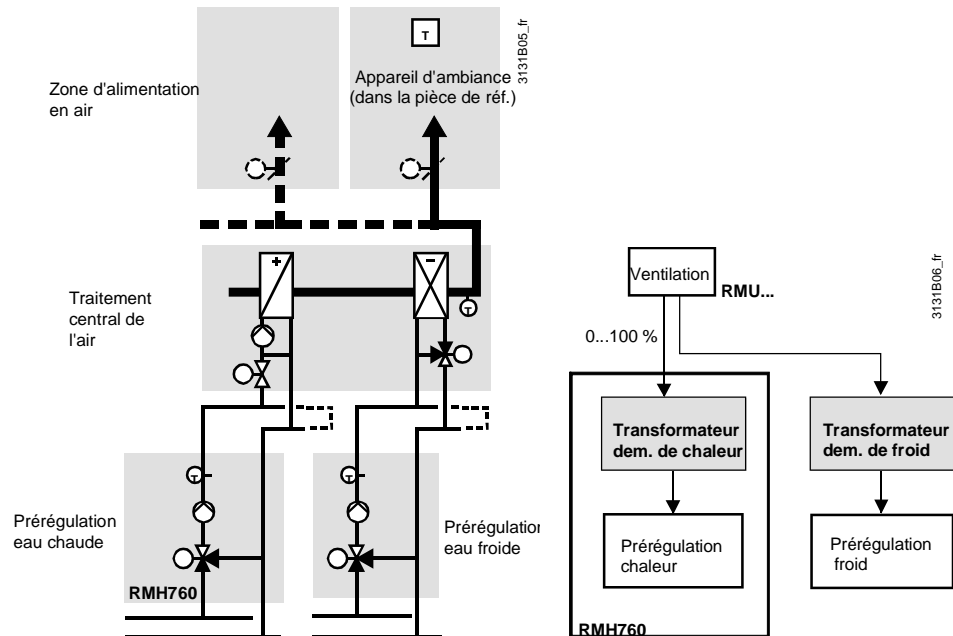 3131B05_fr
T
Appareil d'ambiance
(dans la pièce de réf.)
Zone d'alimentation
en air
+
−
T
Traitement
central de
l'air
T
T
Prérégulation
eau chaude
RMH760
Prérégulation
eau froide
3131B06_fr
Ventilation
RMU...
0...100 %
Transformateur
dem. de chaleur
Transformateur
dem. de froid
Prérégulation
chaleur
Prérégulation
froid
RMH760